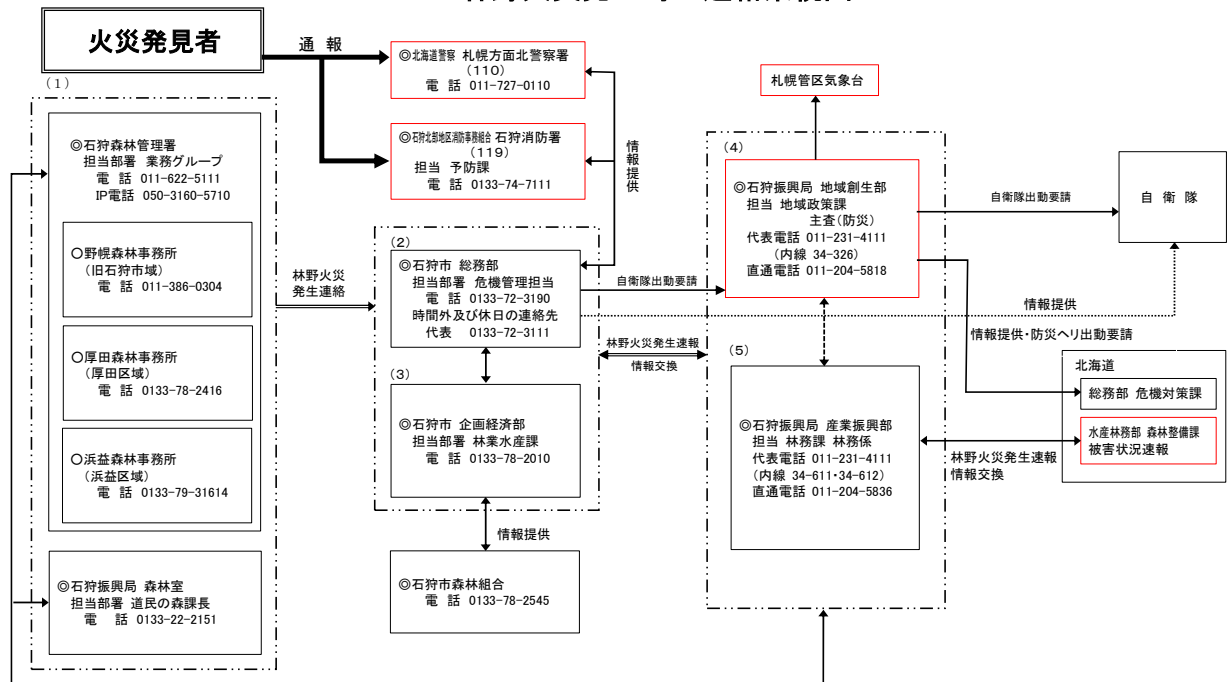 火災発見者
通 報
◎北海道警察 札幌方面北警察署
(110)
電 話 011-727-0110
◎石狩北部地区消防事務組合 石狩消防署
(119)
担当 予防課
電 話 0133-74-7111
情報提供
札幌管区気象台
(1)
◎石狩森林管理署
担当部署 業務グループ
電 話 011-622-5111
IP電話 050-3160-5710
○野幌森林事務所
(旧石狩市域)
電 話 011-386-0304
○厚田森林事務所
(厚田区域)
電 話 0133-78-2416
○浜益森林事務所
(浜益区域)
電 話 0133-79-31614
◎石狩振興局 森林室
担当部署 道民の森課長
電 話 0133-22-2151
林野火災
発生連絡
(2)
◎石狩市 総務部
担当部署 危機管理担当
電 話 0133-72-3190
時間外及び休日の連絡先
代表 0133-72-3111
(3)
◎石狩市 企画経済部
担当部署 林業水産課
電 話 0133-78-2010
情報提供
◎石狩市森林組合
電 話 0133-78-2545
自衛隊出動要請
林野火災発生速報
情報交換
(4)
◎石狩振興局 地域創生部
担当 地域政策課
主査(防災)
代表電話 011-231-4111
(内線 34-326)
直通電話 011-204-5818
(5)
◎石狩振興局 産業振興部
担当 林務課 林務係
代表電話 011-231-4111
(内線 34-611・34-612)
直通電話 011-204-5836
自衛隊出動要請
自 衛 隊
情報提供
情報提供・防災ヘリ出動要請
北海道
総務部 危機対策課
水産林務部 森林整備課
被害状況速報
林野火災発生速報
情報交換